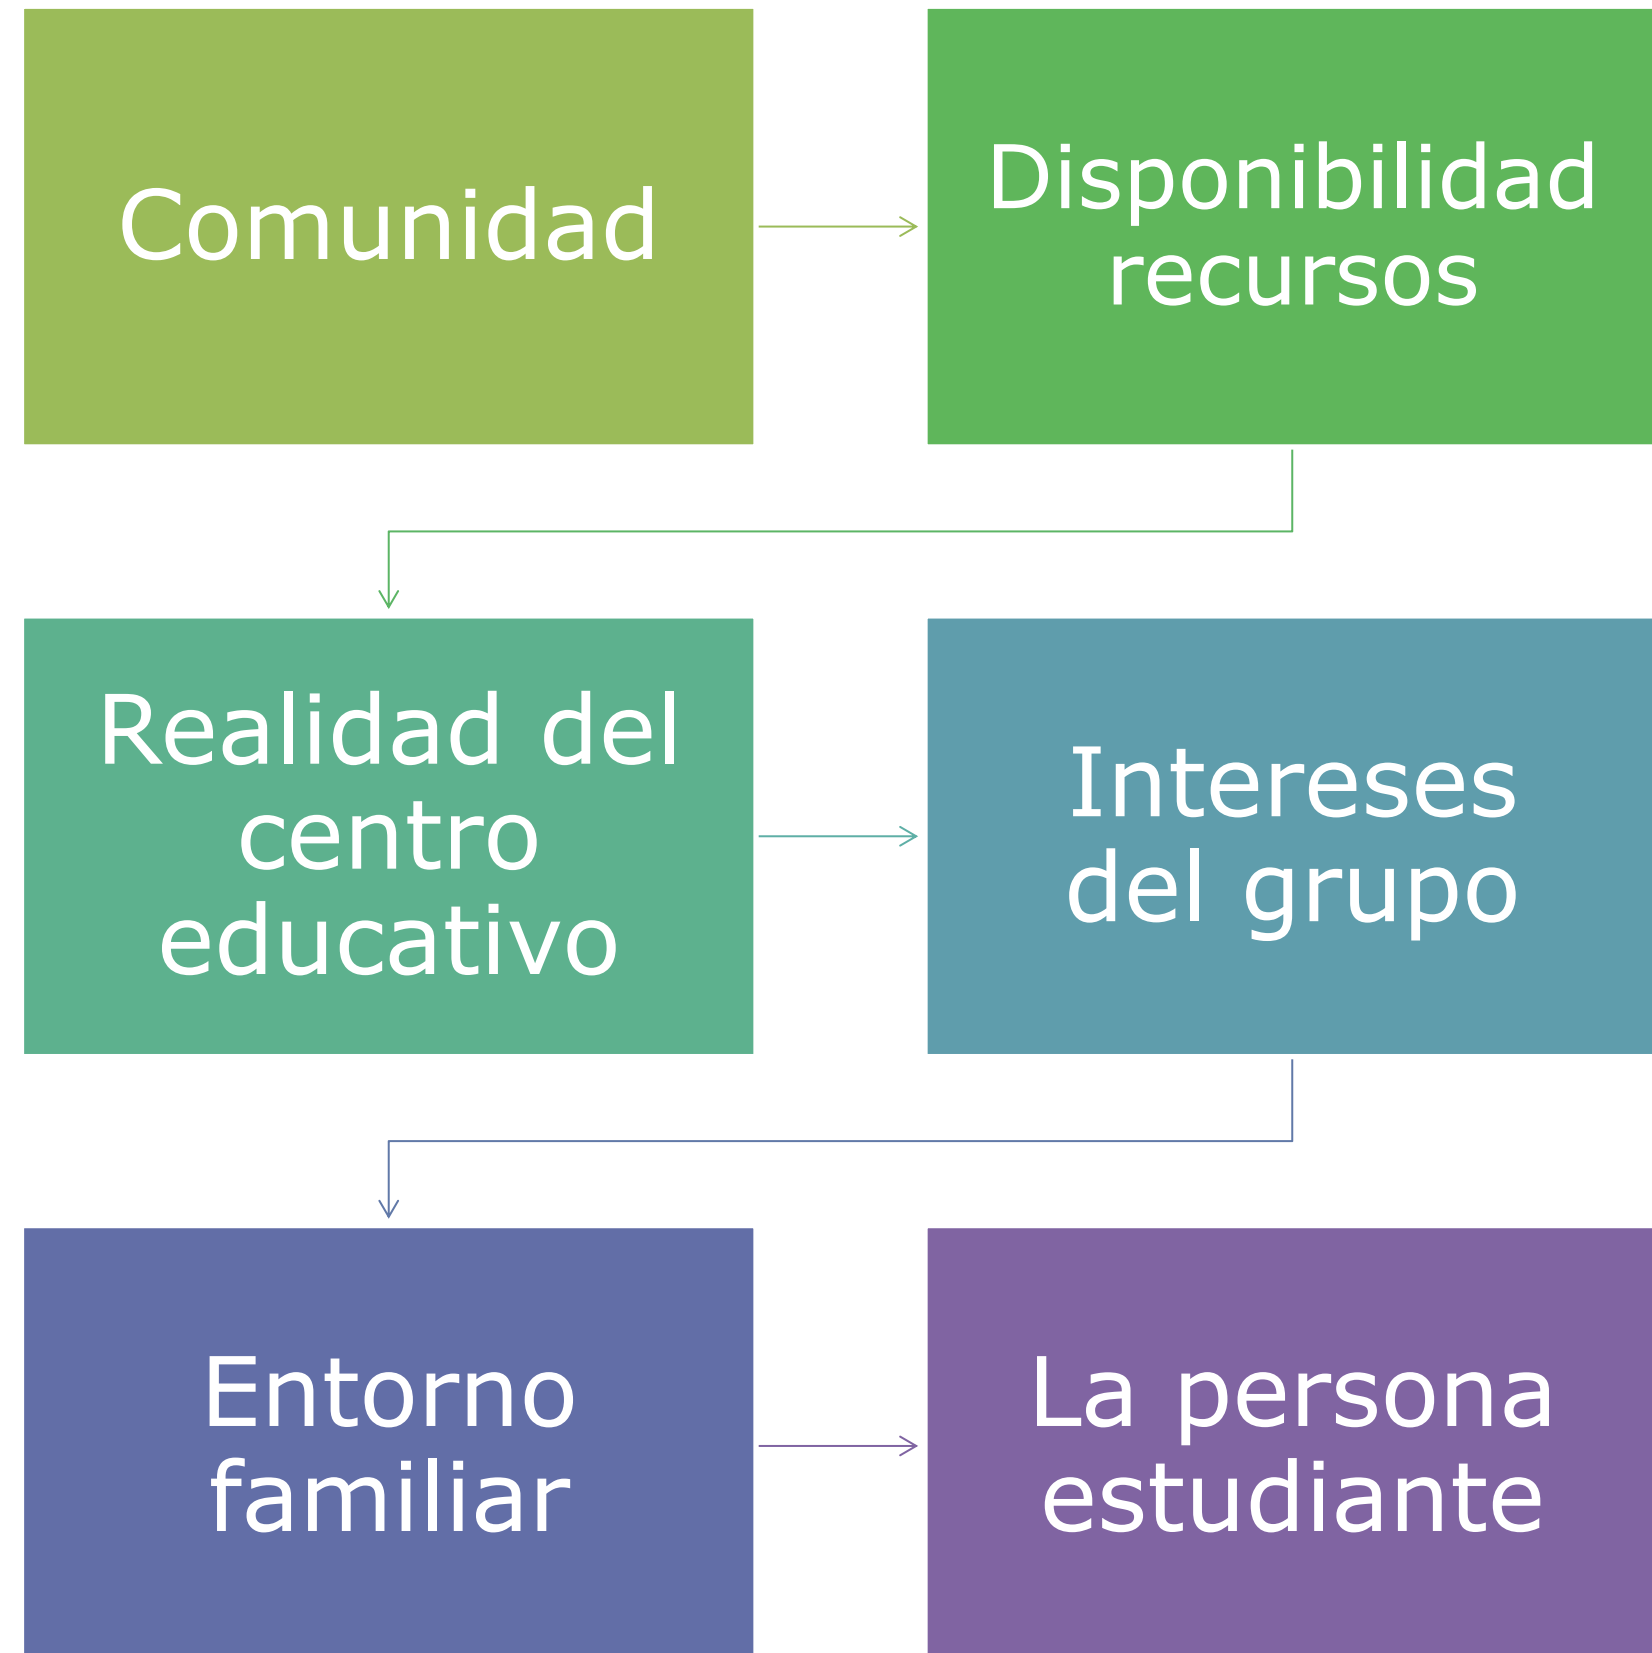 Comunidad
Disponibilidad
recursos
Realidad del
centro
educativo
Intereses
del grupo
Entorno
familiar
La persona
estudiante